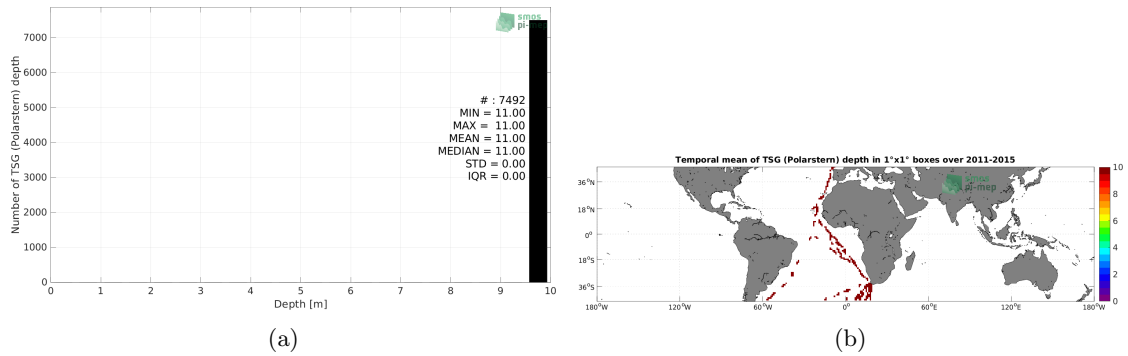 smos
pi-mep
Number of TSG (Polarstern) depth
7000
6000
5000
4000
3000
2000
1000
0
# : 7492
MIN = 11.00
MAX = 11.00
MEAN = 11.00
MEDIAN = 11.00
STD = 0.00
IQR = 0.00
0 1 2 3 4 5 6 7 8 9 10
Depth [m]
(a)
Temporal mean of TSG (Polarstern) depth in 1°x1° boxes over 2011-2015
smos
pi-mep
36°N
18°N
0°
18°S
36°S
180°W 120°W 60°W 0° 60°E 120°E 180°W
10
8
6
4
2
0
(b)